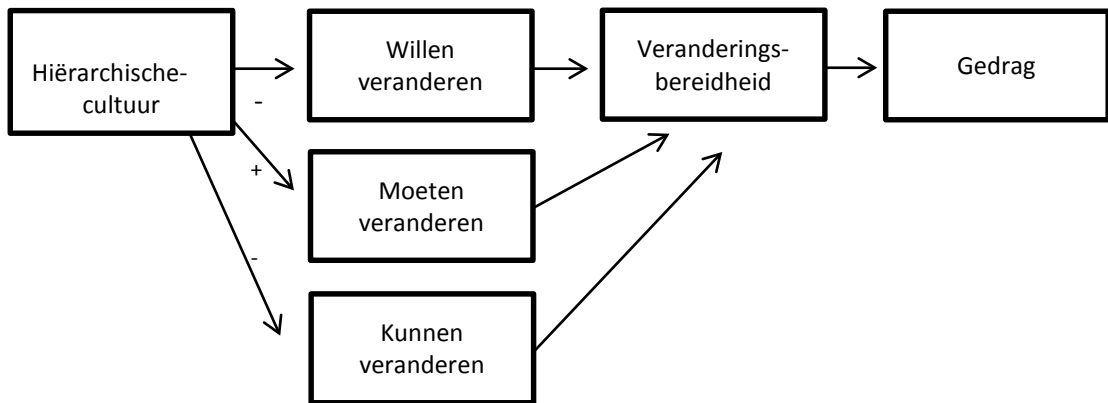 Hiërarchische-
cultuur
-
+
-
Willen
veranderen
Moeten
veranderen
Kunnen
veranderen
Veranderings-
bereidheid
Gedrag